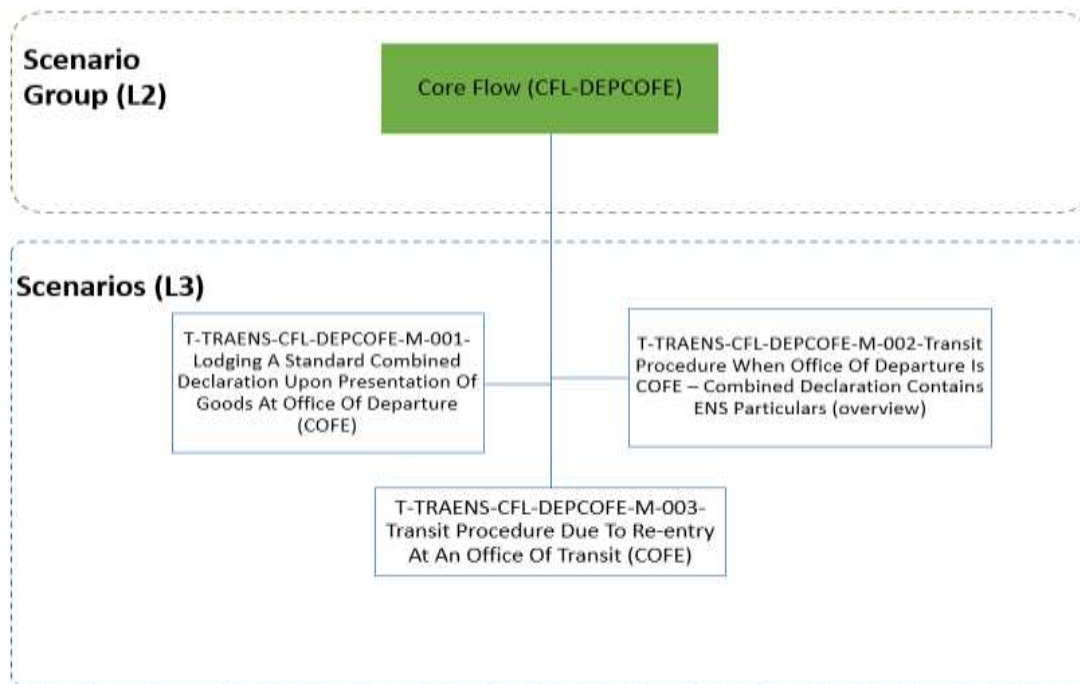 Scenario
Group (L2)
Core Flow (CFL-DEPCOFE)
Scenarios (L3)
T-TRAENS-CFL-DEPCOFE-M-001-
Lodging A Standard Combined
Declaration Upon Presentation Of
Goods At Office Of Departure
(COFE)
T-TRAENS-CFL-DEPCOFE-M-002-Transit
Procedure When Office Of Departure Is
COFE – Combined Declaration Contains
ENS Particulars (overview)
T-TRAENS-CFL-DEPCOFE-M-003-
Transit Procedure Due To Re-entry
At An Office Of Transit (COFE)